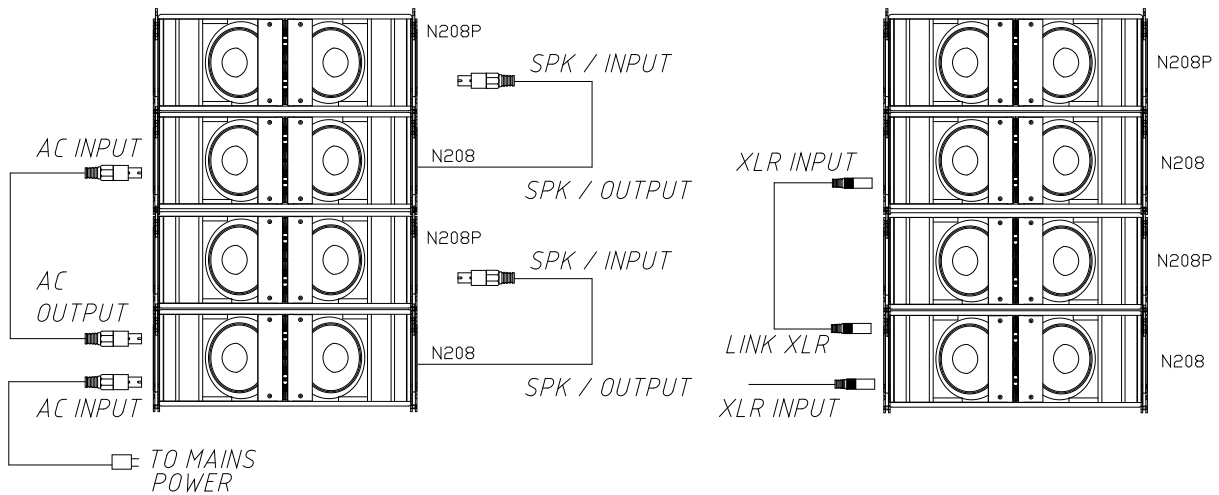 N208P
SPK / INPUT
AC INPUT
N208
SPK / OUTPUT
N208P
SPK / INPUT
AC
OUTPUT
N208
SPK / OUTPUT
AC INPUT
TO MAINS
POWER
N208P
XLR INPUT
N208
N208P
LINK XLR
N208
XLR INPUT